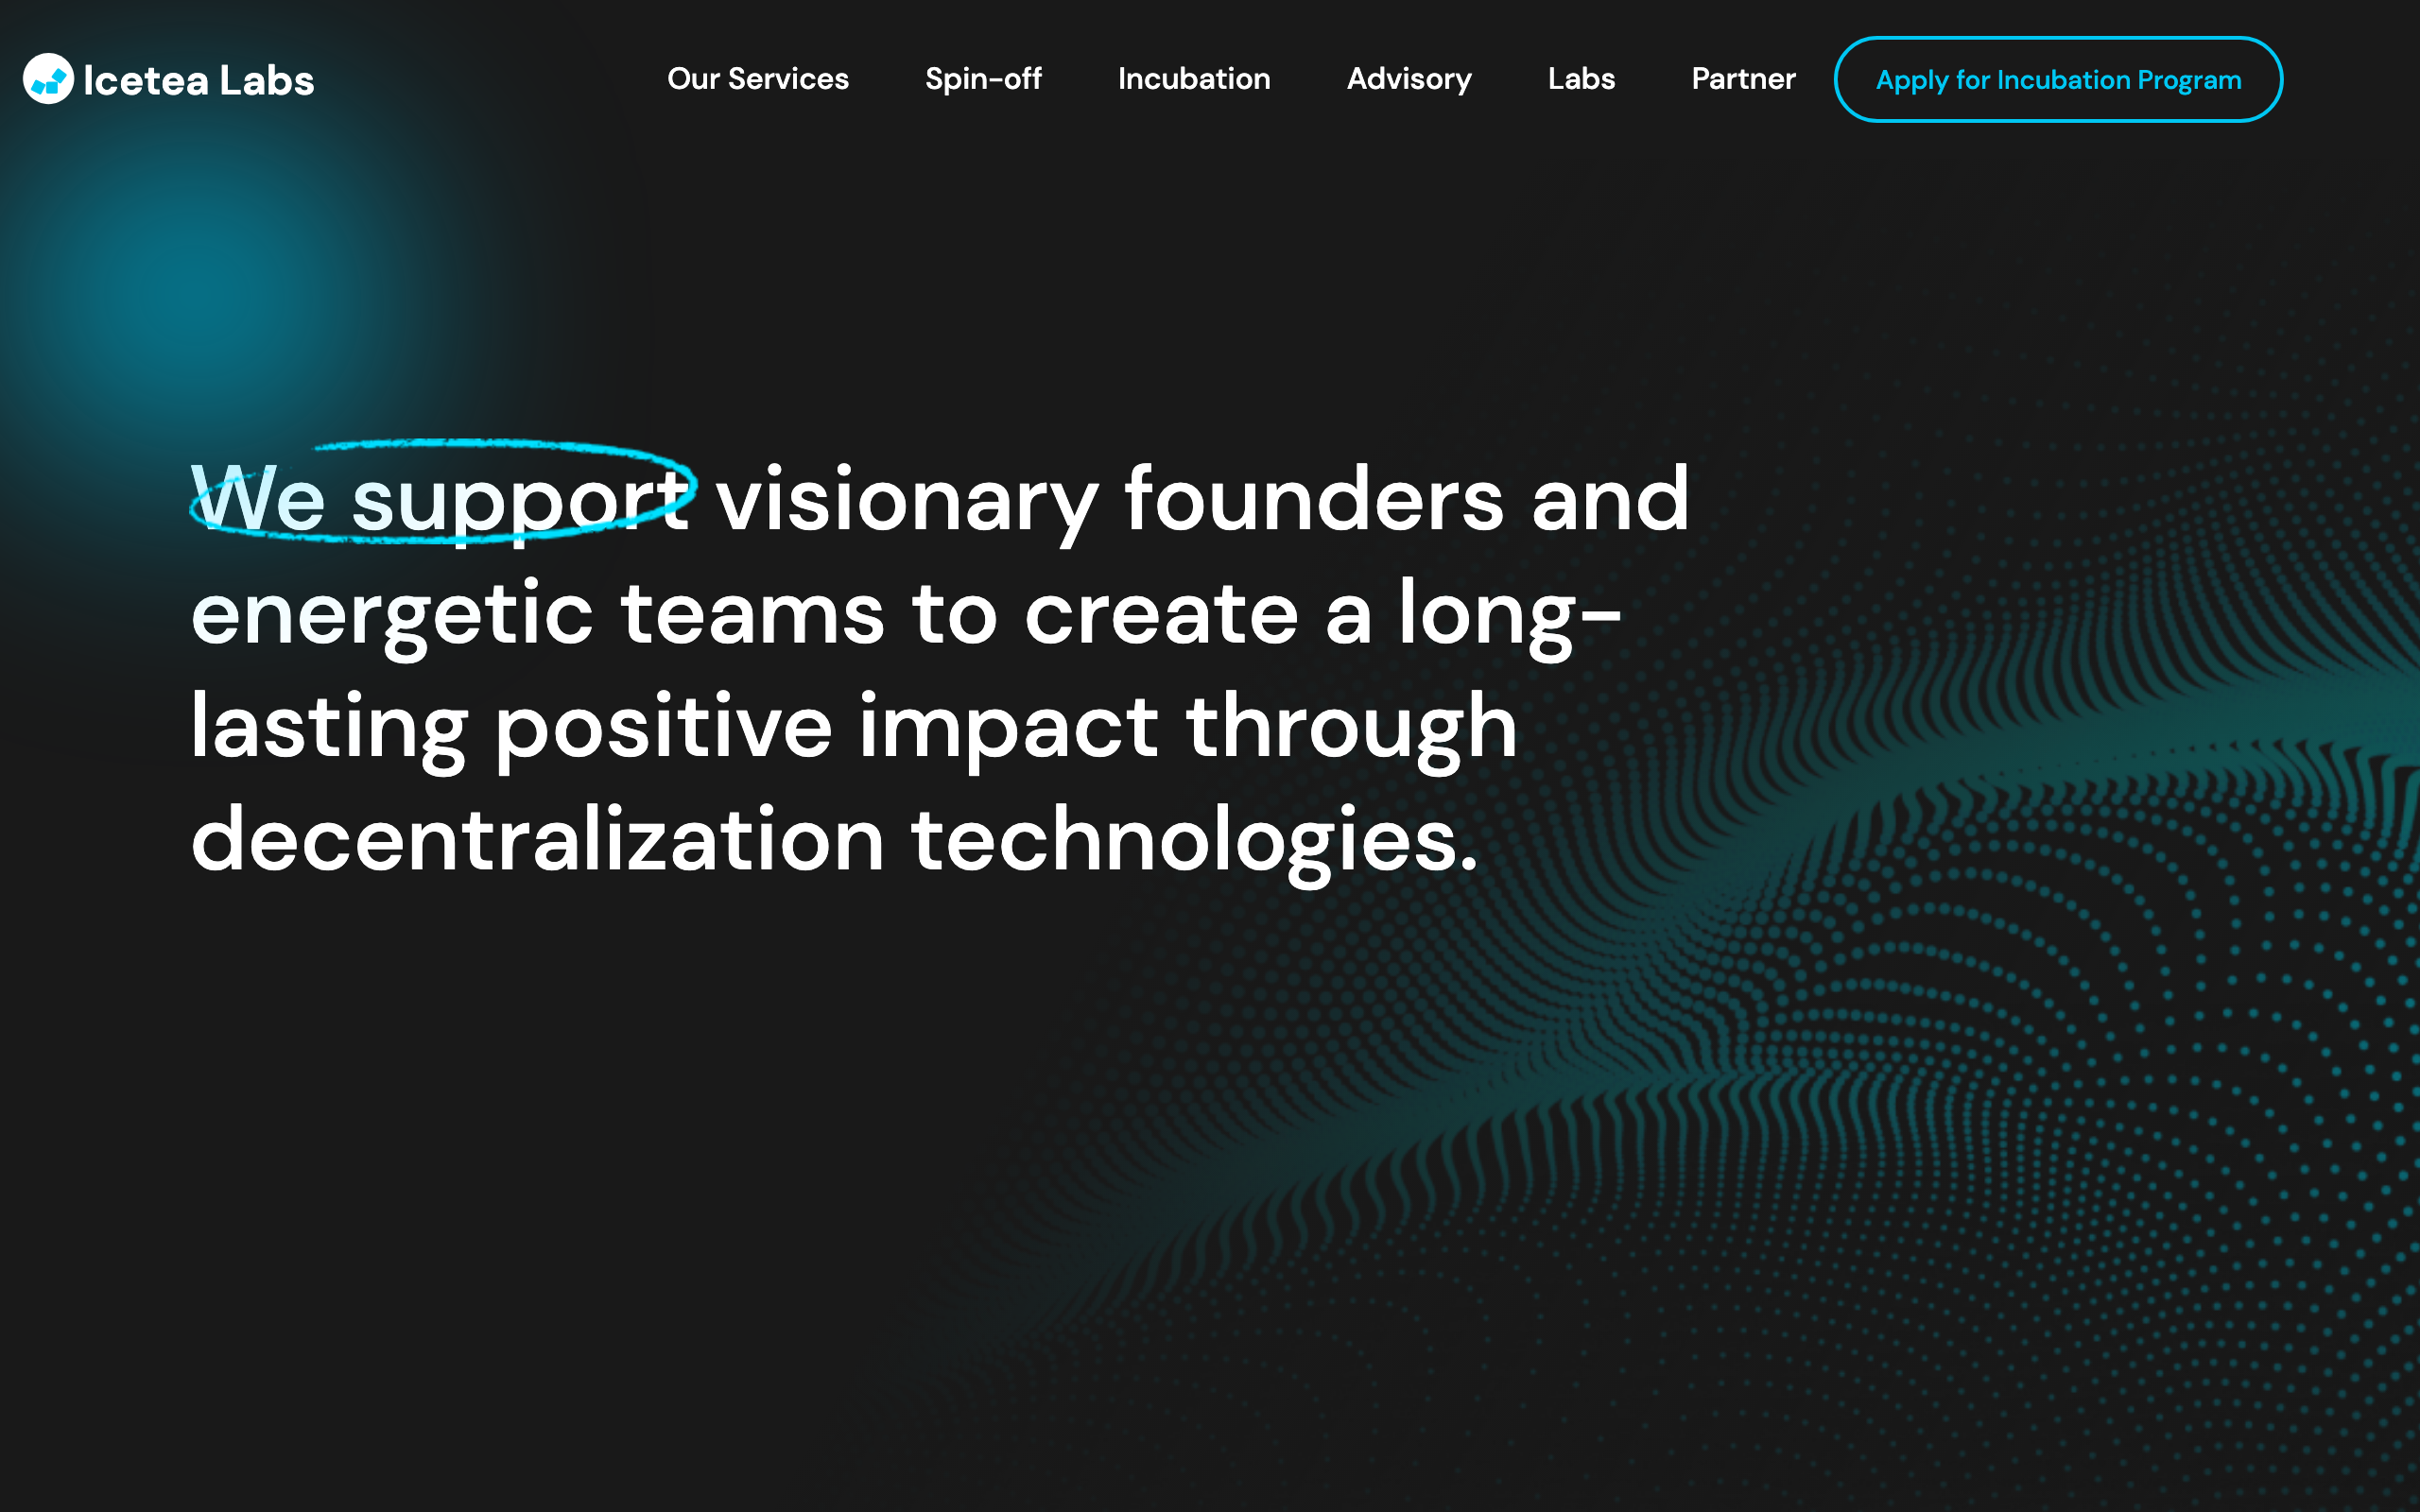 Icetea Labs
Our Services
Spin-off
Incubation
Advisory
Labs
Partner
Apply for Incubation Program
We support visionary founders and
energetic teams to create a long-
lasting positive impact through
decentralization technologies.